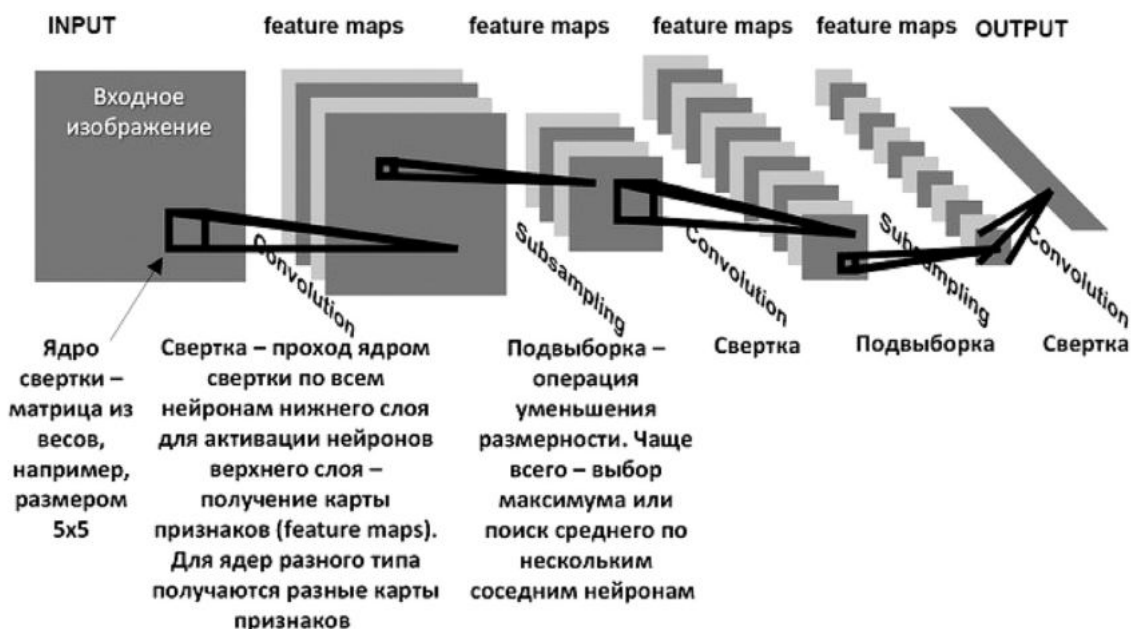 INPUT
feature maps
feature maps
feature maps
feature maps
OUTPUT
Входное
изображение
Convolution
Subsampling
Convolution
Subsampling
Convolution
Ядро
свертки –
матрица из
весов,
например,
размером
5x5
Свертка – проход ядром
свертки по всем
нейронам нижнего слоя
для активации нейронов
верхнего слоя –
получение карты
признаков (feature maps).
Для ядер разного типа
получаются разные карты
признаков
Подвыборка –
операция
уменьшения
размерности. Чаще
всего – выбор
максимума или
поиск среднего по
нескольким
соседним нейронам
Свертка
Подвыборка
Свертка